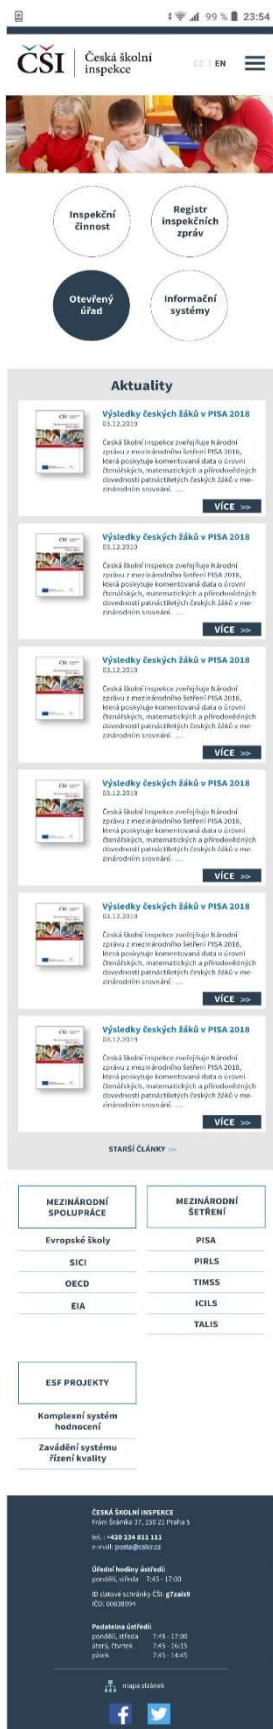 99 % 23:54
ČŠI Česká školní
inspekce
CZ | EN
Inspekční
činnost
Registr
inspekčních
zpráv
Otevřený
úřad
Informační
systémy
Aktuality
Výsledky českých žáků v PISA 2018
03.12.2019
Česká školní inspekce zveřejňuje Národní
zprávu z mezinárodního šetření PISA 2018,
která poskytuje komentovaná data o úrovni
čtenářských, matematických a přírodovědných
dovedností patnáctiletých českých žáků v me-
zinárodním srovnání. ...
VÍCE >>
Výsledky českých žáků v PISA 2018
03.12.2019
Česká školní inspekce zveřejňuje Národní
zprávu z mezinárodního šetření PISA 2018,
která poskytuje komentovaná data o úrovni
čtenářských, matematických a přírodovědných
dovedností patnáctiletých českých žáků v me-
zinárodním srovnání. ...
VÍCE >>
Výsledky českých žáků v PISA 2018
03.12.2019
Česká školní inspekce zveřejňuje Národní
zprávu z mezinárodního šetření PISA 2018,
která poskytuje komentovaná data o úrovni
čtenářských, matematických a přírodovědných
dovedností patnáctiletých českých žáků v me-
zinárodním srovnání. ...
VÍCE >>
Výsledky českých žáků v PISA 2018
03.12.2019
Česká školní inspekce zveřejňuje Národní
zprávu z mezinárodního šetření PISA 2018,
která poskytuje komentovaná data o úrovni
čtenářských, matematických a přírodovědných
dovedností patnáctiletých českých žáků v me-
zinárodním srovnání. ...
VÍCE >>
Výsledky českých žáků v PISA 2018
03.12.2019
Česká školní inspekce zveřejňuje Národní
zprávu z mezinárodního šetření PISA 2018,
která poskytuje komentovaná data o úrovni
čtenářských, matematických a přírodovědných
dovedností patnáctiletých českých žáků v me-
zinárodním srovnání. ...
VÍCE >>
Výsledky českých žáků v PISA 2018
03.12.2019
Česká školní inspekce zveřejňuje Národní
zprávu z mezinárodního šetření PISA 2018,
která poskytuje komentovaná data o úrovni
čtenářských, matematických a přírodovědných
dovedností patnáctiletých českých žáků v me-
zinárodním srovnání. ...
VÍCE >>
STARŠÍ ČLÁNKY >>
MEZINÁRODNÍ
SPOLUPRÁCE
Evropské školy
SICI
OECD
EIA
MEZINÁRODNÍ
ŠETŘENÍ
PISA
PIRLS
TIMSS
ICILS
TALIS
ESF PROJEKTY
Komplexní systém
hodnocení
Zavádění systému
řízení kvality
ČESKÁ ŠKOLNÍ INSPEKCE
Fráni Šrámka 37, 150 21 Praha 5
tel. : +420 234 811 111
e-mail: posta@csicr.cz
Úřední hodiny ústředí:
pondělí, středa 7:45 - 17:00
ID datové schránky ČŠI: g7zais9
IČO: 00638994
Podatelna ústředí:
pondělí, středa 7:45 - 17:00
úterý, čtvrtek 7:45 - 16:15
pátek 7:45 - 14:45
mapa stránek